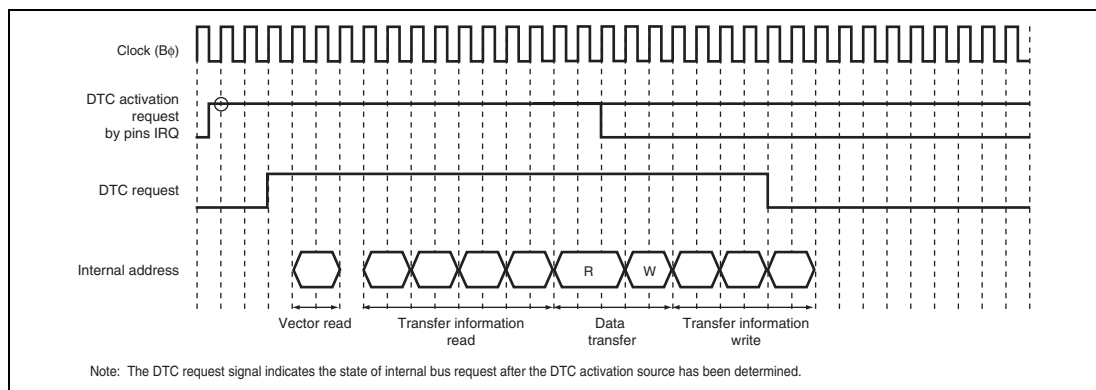 Clock (Bϕ)
DTC activation
request
by pins IRQ
DTC request
Internal address
R
W
Vector read
Transfer information
read
Data
transfer
Transfer information
write
Note: The DTC request signal indicates the state of internal bus request after the DTC activation source has been determined.